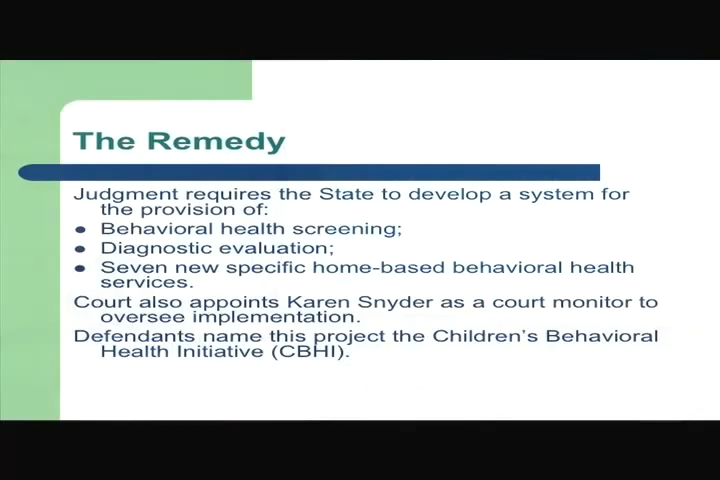 The Remedy
Judgment requires the State to develop a system for
the provision of:
● Behavioral health screening;
● Diagnostic evaluation;
● Seven new specific home-based behavioral health
services.
Court also appoints Karen Snyder as a court monitor to
oversee implementation.
Defendants name this project the Children's Behavioral
Health Initiative (CBHI).